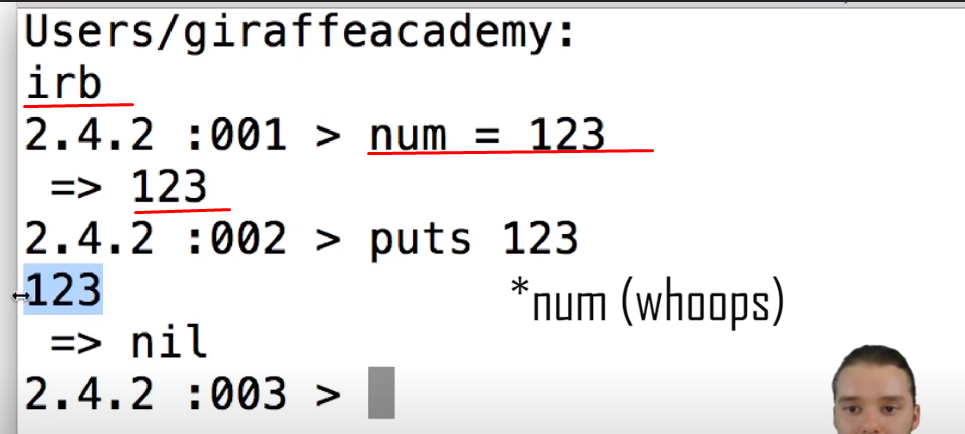 Users/giraffeacademy:
irb
2.4.2 :001 > num = 123
=> 123
2.4.2 :002 > puts 123
123
*num (whoops)
=> nil
2.4.2 :003 >